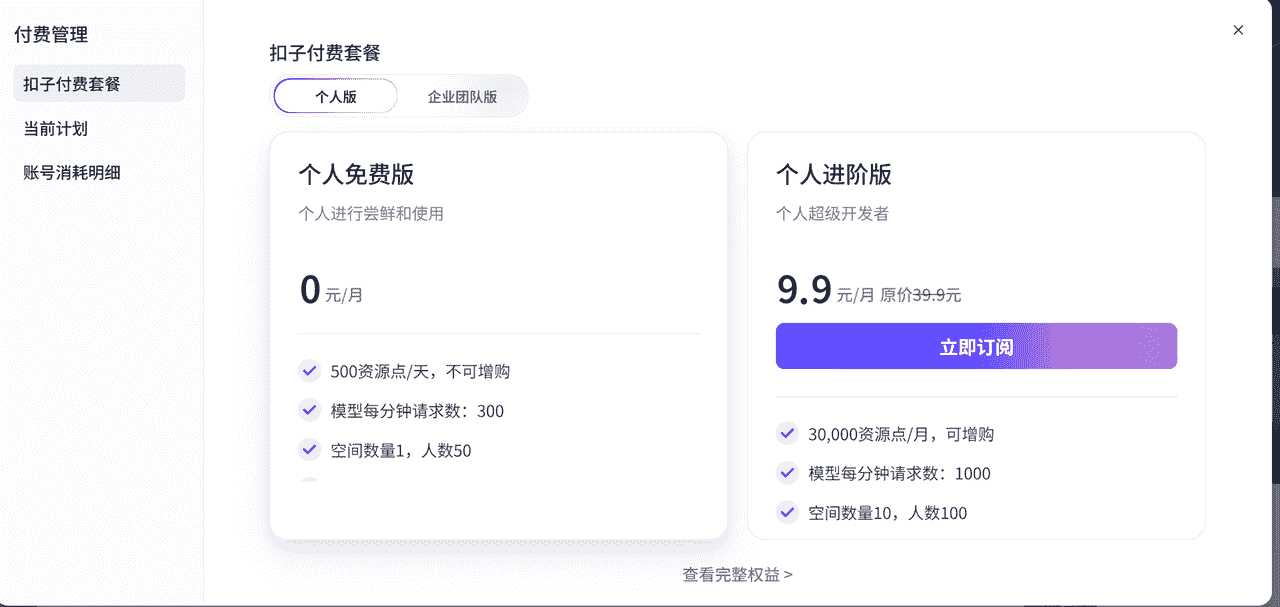 付费管理
扣子付费套餐
当前计划
账号消耗明细
扣子付费套餐
个人版
企业团队版
个人免费版
个人进行尝鲜和使用
0 元/月
500资源点/天，不可增购
模型每分钟请求数：300
空间数量1，人数50
个人进阶版
个人超级开发者
9.9 元/月 原价39.9元
立即订阅
30,000资源点/月，可增购
模型每分钟请求数：1000
空间数量10，人数100
查看完整权益 >